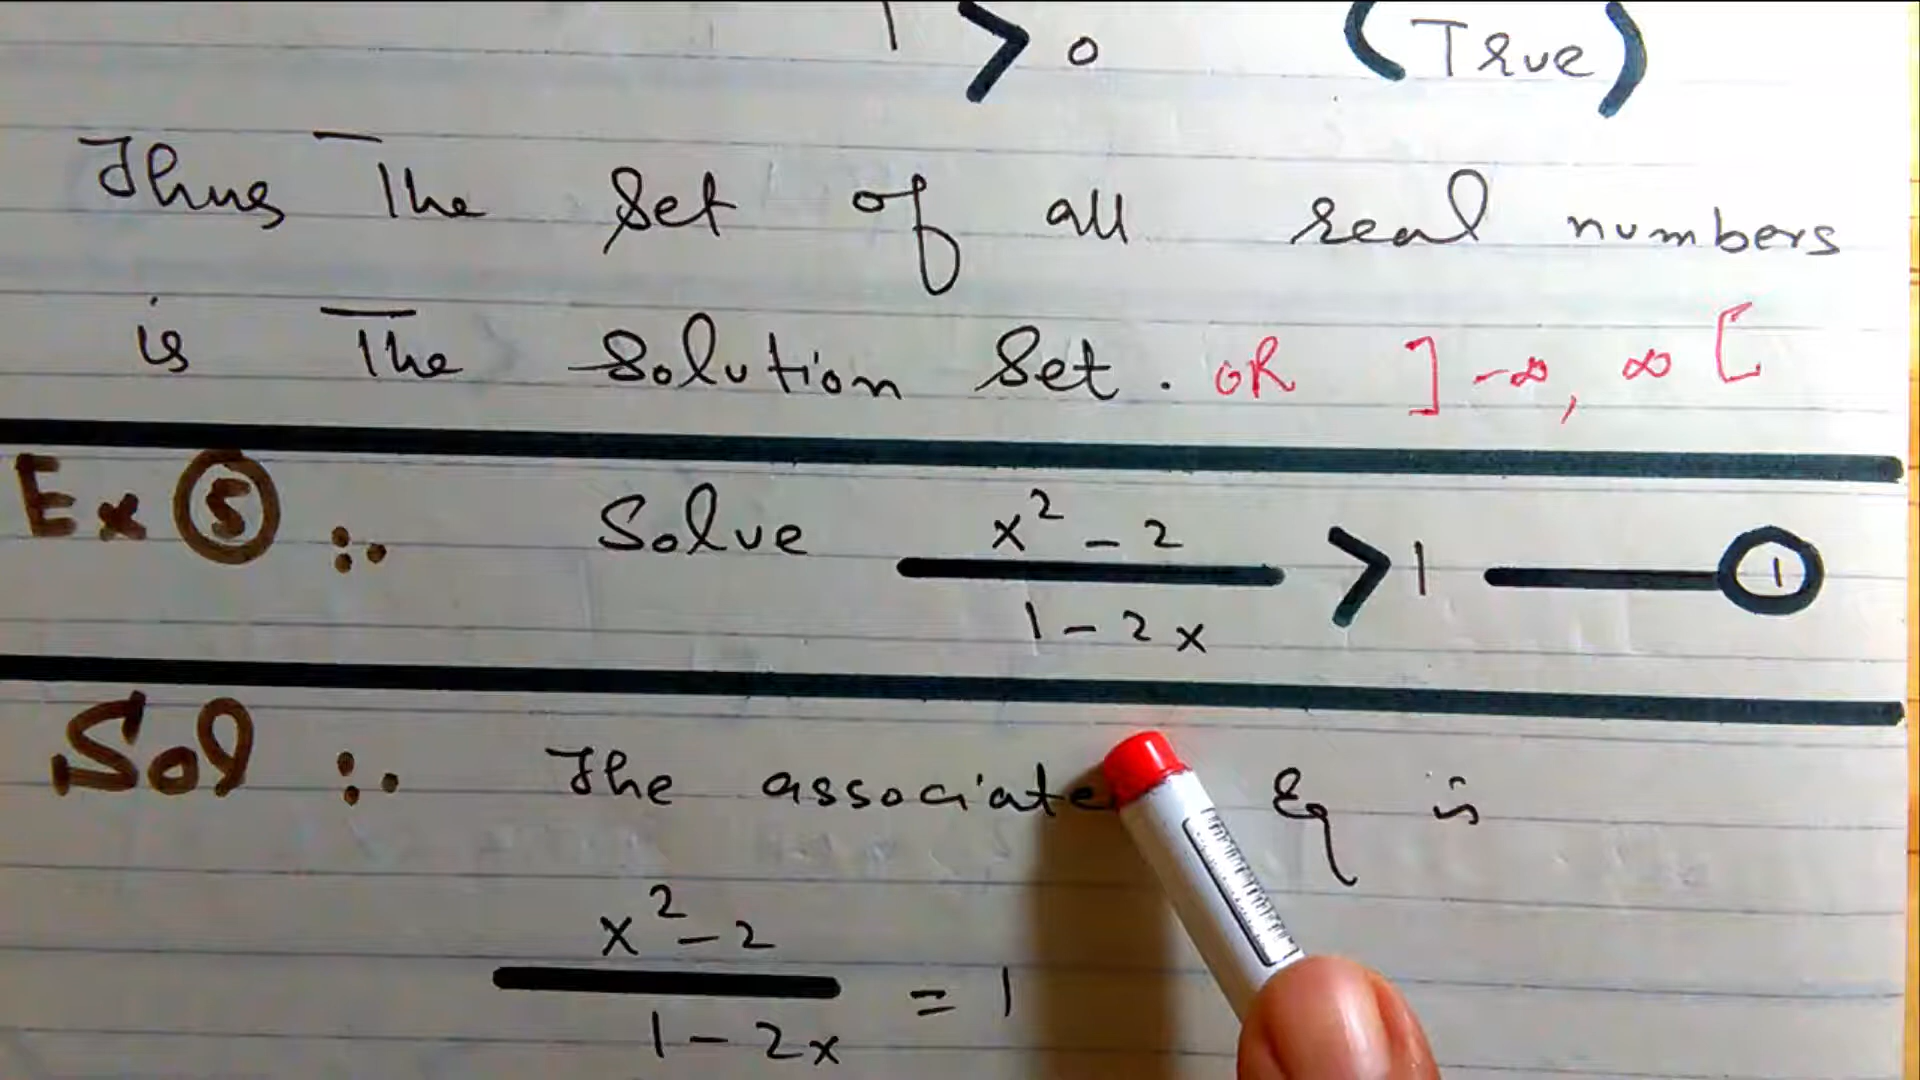 1 > 0 (True)
Thus The Set of all real numbers
is The Solution Set. OR ]-∞, ∞[
Ex 5 :. Solve x² - 2 / 1 - 2x > 1 — 1
Sol :. The associate Eq is
x² - 2 / 1 - 2x = 1